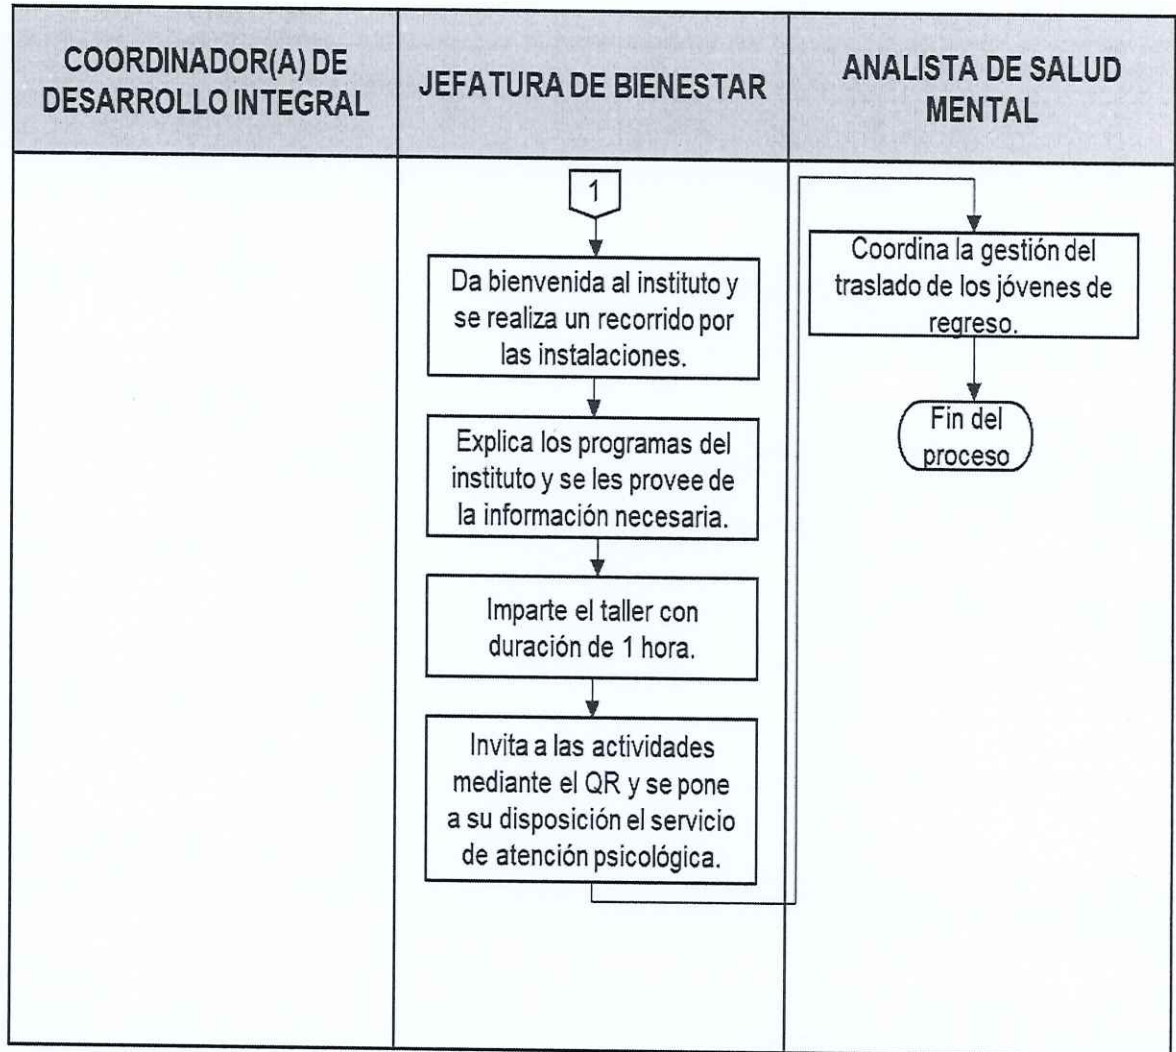 COORDINADOR(A) DE
DESARROLLO INTEGRAL
JEFATURA DE BIENESTAR
ANALISTA DE SALUD
MENTAL
1
Da bienvenida al instituto y
se realiza un recorrido por
las instalaciones.
Explica los programas del
instituto y se les provee de
la información necesaria.
Imparte el taller con
duración de 1 hora.
Invita a las actividades
mediante el QR y se pone
a su disposición el servicio
de atención psicológica.
Coordina la gestión del
traslado de los jóvenes de
regreso.
Fin del
proceso